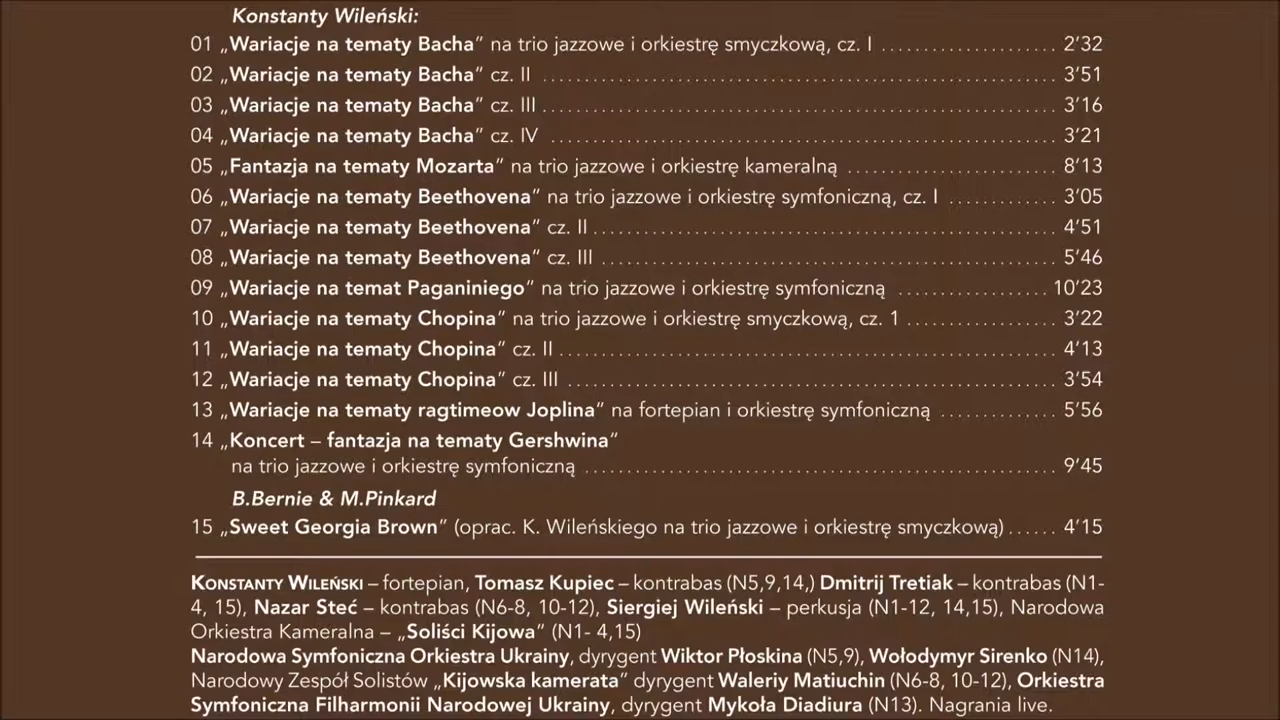 Konstanty Wileński:
01 „Wariacje na tematy Bacha” na trio jazzowe i orkiestrę smyczkową, cz. I .......................... 2’32
02 „Wariacje na tematy Bacha” cz. II .......................... 3’51
03 „Wariacje na tematy Bacha” cz. III .......................... 3’16
04 „Wariacje na tematy Bacha” cz. IV .......................... 3’21
05 „Fantazja na tematy Mozarta” na trio jazzowe i orkiestrę kameralną .......................... 8’13
06 „Wariacje na tematy Beethovena” na trio jazzowe i orkiestrę symfoniczną, cz. I ............ 3’05
07 „Wariacje na tematy Beethovena” cz. II .......................... 4’51
08 „Wariacje na tematy Beethovena” cz. III .......................... 5’46
09 „Wariacje na temat Paganiniego” na trio jazzowe i orkiestrę symfoniczną ................. 10’23
10 „Wariacje na tematy Chopina” na trio jazzowe i orkiestrę smyczkową, cz. 1 ................. 3’22
11 „Wariacje na tematy Chopina” cz. II .......................... 4’13
12 „Wariacje na tematy Chopina” cz. III .......................... 3’54
13 „Wariacje na tematy ragtimeow Joplina” na fortepian i orkiestrę symfoniczną ............. 5’56
14 „Koncert – fantazja na tematy Gershwina”
na trio jazzowe i orkiestrę symfoniczną .......................... 9’45
B.Bernie & M.Pinkard
15 „Sweet Georgia Brown” (oprac. K. Wileńskiego na trio jazzowe i orkiestrę smyczkową) ...... 4’15
Konstanty Wileński – fortepian, Tomasz Kupiec – kontrabas (N5,9,14,) Dmitrij Tretiak – kontrabas (N1-
4, 15), Nazar Steć – kontrabas (N6-8, 10-12), Siergiej Wileński – perkusja (N1-12, 14,15), Narodowa
Orkiestra Kameralna – „Soliści Kijowa” (N1- 4,15)
Narodowa Symfoniczna Orkiestra Ukrainy, dyrygent Wiktor Płoskina (N5,9), Wołodymyr Sirenko (N14),
Narodowy Zespół Solistów „Kijowska kamerata” dyrygent Waleriy Matiuchin (N6-8, 10-12), Orkiestra
Symfoniczna Filharmonii Narodowej Ukrainy, dyrygent Mykoła Diadiura (N13). Nagrania live.